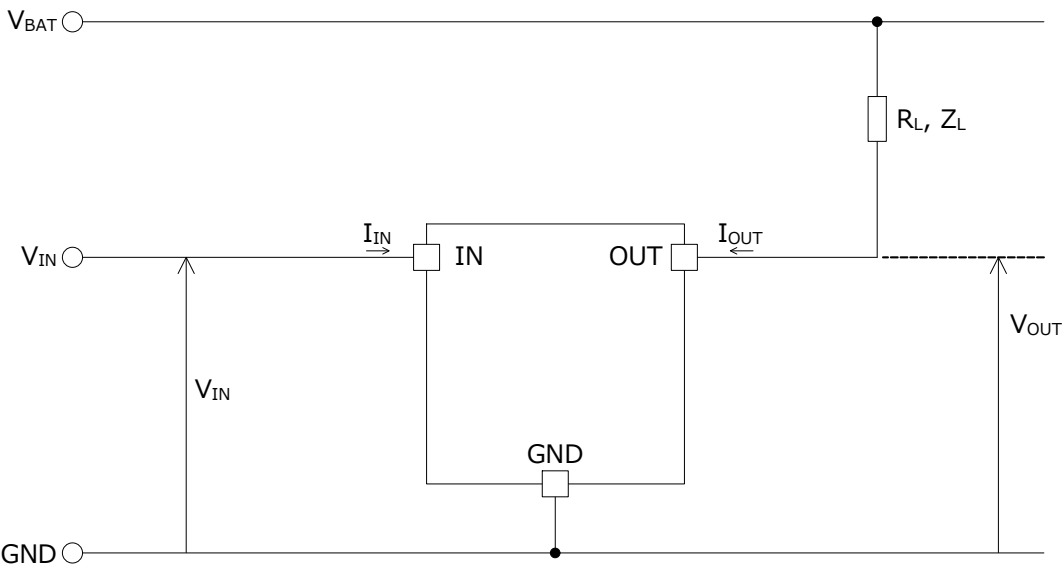 VBAT
RL, ZL
IIN
IOUT
VIN
IN
OUT
VOUT
VIN
GND
GND